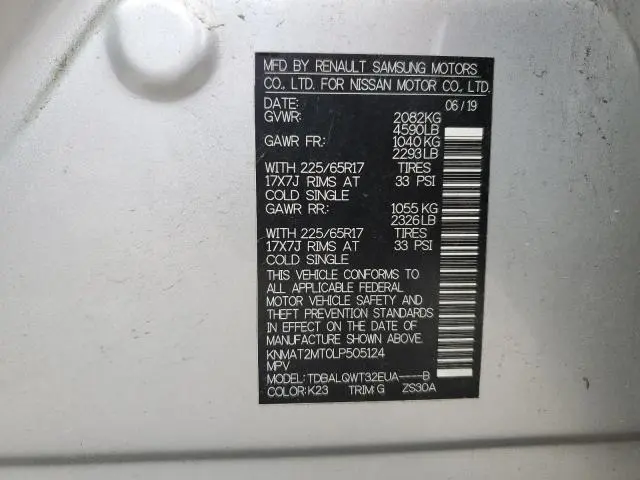 MFD BY RENAULT SAMSUNG MOTORS
CO., LTD. FOR NISSAN MOTOR CO., LTD.
DATE: 06/19
GVWR: 2082KG
4590LB
GAWR FR: 1040KG
2293LB
WITH 225/65R17 TIRES
17X7J RIMS AT 33 PSI
COLD SINGLE
GAWR RR: 1055KG
2326LB
WITH 225/65R17 TIRES
17X7J RIMS AT 33 PSI
COLD SINGLE
THIS VEHICLE CONFORMS TO
ALL APPLICABLE FEDERAL
MOTOR VEHICLE SAFETY AND
THEFT PREVENTION STANDARDS
IN EFFECT ON THE DATE OF
MANUFACTURE SHOWN ABOVE.
KNMAT2MT0LP505124
MPV
MODEL: TDBALQWT32EUA----B
COLOR:K23 TRIM:G ZS30A